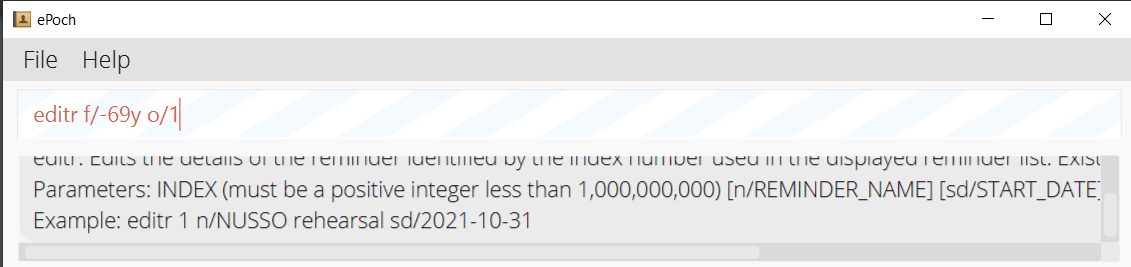 ePoch
File Help
editr f/-69y o/1
editr: Edits the details of the reminder identified by the index number used in the displayed reminder list. Exist
Parameters: INDEX (must be a positive integer less than 1,000,000,000) [n/REMINDER_NAME] [sd/START_DATE]
Example: editr 1 n/NUSSO rehearsal sd/2021-10-31